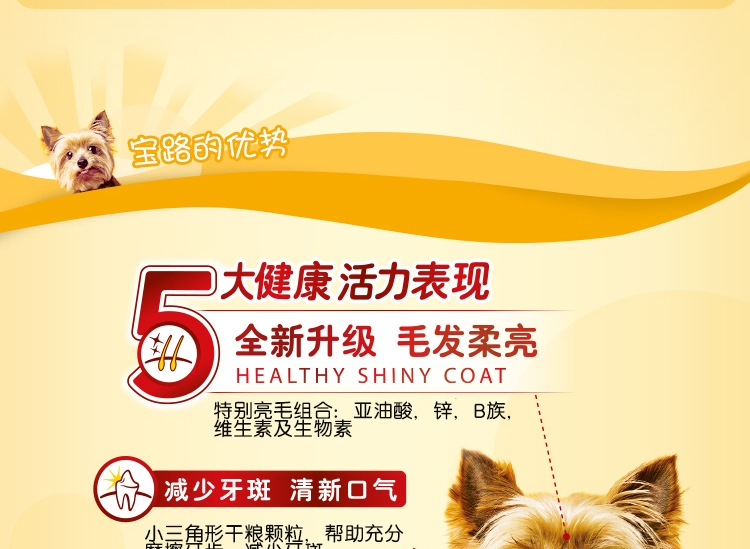 宝路的优势
5大健康 活力表现
全新升级 毛发柔亮
HEALTHY SHINY COAT
特别亮毛组合：亚油酸，锌，B族，
维生素及生物素
减少牙斑 清新口气
小三角形干粮颗粒，帮助充分